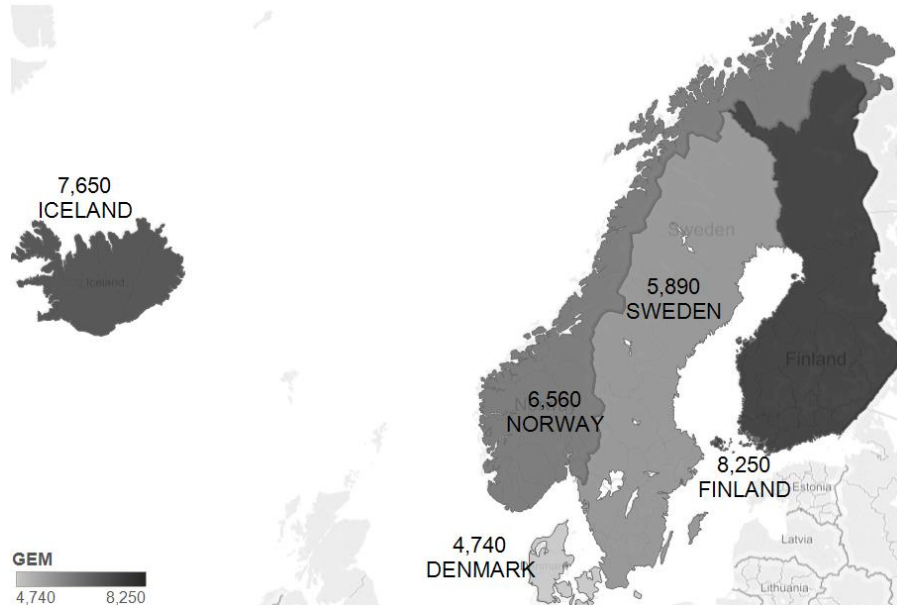 7,650
ICELAND
Iceland
Sweden
5,890
SWEDEN
Finland
6,560
Norway
NORWAY
8,250
FINLAND
Estonia
4,740
DENMARK
Latvia
Lithuania
GEM
4,740 8,250